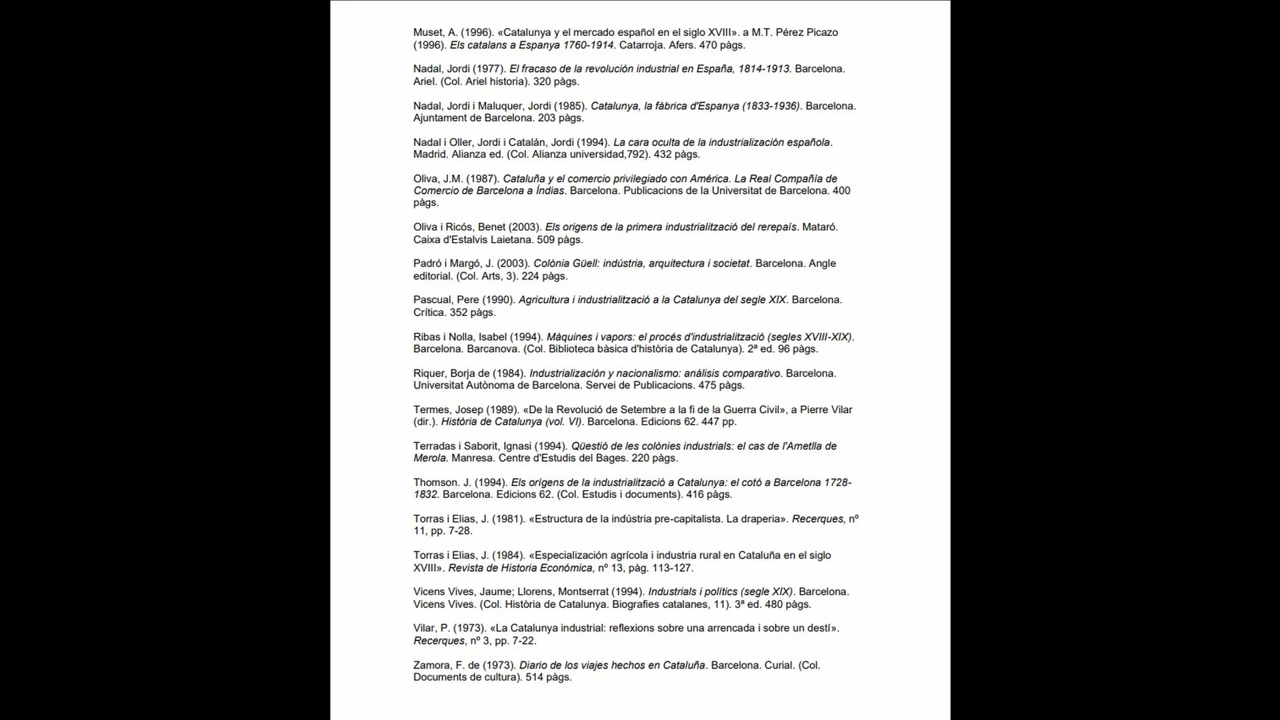 Muset, A. (1996). «Catalunya y el mercado español en el siglo XVIII». a M.T. Pérez Picazo
(1996). Els catalans a Espanya 1760-1914. Catarroja. Afers. 470 pàgs.
Nadal, Jordi (1977). El fracaso de la revolución industrial en España, 1814-1913. Barcelona.
Ariel. (Col. Ariel historia). 320 pàgs.
Nadal, Jordi i Maluquer, Jordi (1985). Catalunya, la fàbrica d'Espanya (1833-1936). Barcelona.
Ajuntament de Barcelona. 203 pàgs.
Nadal i Oller, Jordi i Catalán, Jordi (1994). La cara oculta de la industrialización española.
Madrid. Alianza ed. (Col. Alianza universidad,792). 432 pàgs.
Oliva, J.M. (1987). Cataluña y el comercio privilegiado con América. La Real Compañia de
Comercio de Barcelona a Índias. Barcelona. Publicacions de la Universitat de Barcelona. 400
pàgs.
Oliva i Ricós, Benet (2003). Els origens de la primera industrialització del rerepaís. Mataró.
Caixa d'Estalvis Laietana. 509 pàgs.
Padró i Margó, J. (2003). Colònia Güell: indústria, arquitectura i societat. Barcelona. Angle
editorial. (Col. Arts, 3). 224 pàgs.
Pascual, Pere (1990). Agricultura i industrialització a la Catalunya del segle XIX. Barcelona.
Crítica. 352 pàgs.
Ribas i Nolla, Isabel (1994). Màquines i vapors: el procés d'industrialització (segles XVIII-XIX).
Barcelona. Barcanova. (Col. Biblioteca bàsica d'història de Catalunya). 2ª ed. 96 pàgs.
Riquer, Borja de (1984). Industrialización y nacionalismo: análisis comparativo. Barcelona.
Universitat Autònoma de Barcelona. Servei de Publicacions. 475 pàgs.
Termes, Josep (1989). «De la Revolució de Setembre a la fi de la Guerra Civil», a Pierre Vilar
(dir.). Història de Catalunya (vol. VI). Barcelona. Edicions 62. 447 pp.
Terradas i Saborit, Ignasi (1994). Qüestió de les colònies industrials: el cas de l'Ametlla de
Merola. Manresa. Centre d'Estudis del Bages. 220 pàgs.
Thomson. J. (1994). Els orígens de la industrialització a Catalunya: el cotó a Barcelona 1728-
1832. Barcelona. Edicions 62. (Col. Estudis i documents). 416 pàgs.
Torras i Elias, J. (1981). «Estructura de la indústria pre-capitalista. La draperia». Recerques, nº
11, pp. 7-28.
Torras i Elias, J. (1984). «Especialización agrícola i industria rural en Cataluña en el siglo
XVIII». Revista de Historia Económica, nº 13, pàg. 113-127.
Vicens Vives, Jaume; Llorens, Montserrat (1994). Industrials i polítics (segle XIX). Barcelona.
Vicens Vives. (Col. Història de Catalunya. Biografies catalanes, 11). 3ª ed. 480 pàgs.
Vilar, P. (1973). «La Catalunya industrial: reflexions sobre una arrencada i sobre un destí».
Recerques, nº 3, pp. 7-22.
Zamora, F. de (1973). Diario de los viajes hechos en Cataluña. Barcelona. Curial. (Col.
Documents de cultura). 514 pàgs.